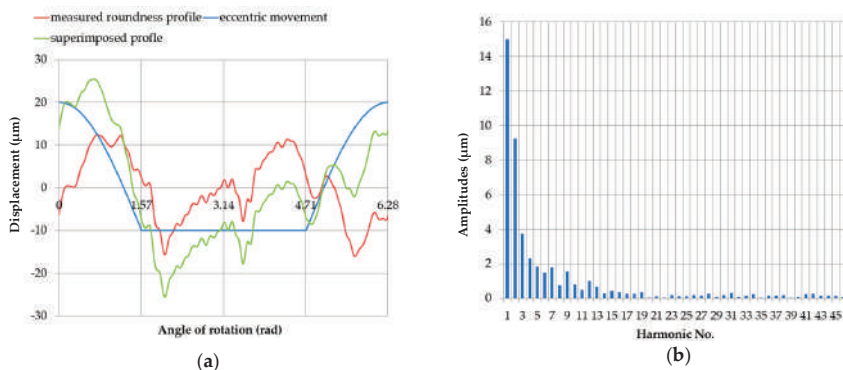 measured roundness profile eccentric movement
superimposed profle
30
20
10
0
-10
-20
-30
0 1.57 3.14 4.71 6.28
Displacement (µm)
Angle of rotation (rad)
(a)
16
14
12
10
8
6
4
2
0
Amplitudes (µm)
1 3 5 7 9 11 13 15 17 19 21 23 25 27 29 31 33 35 37 39 41 43 45
Harmonic No.
(b)